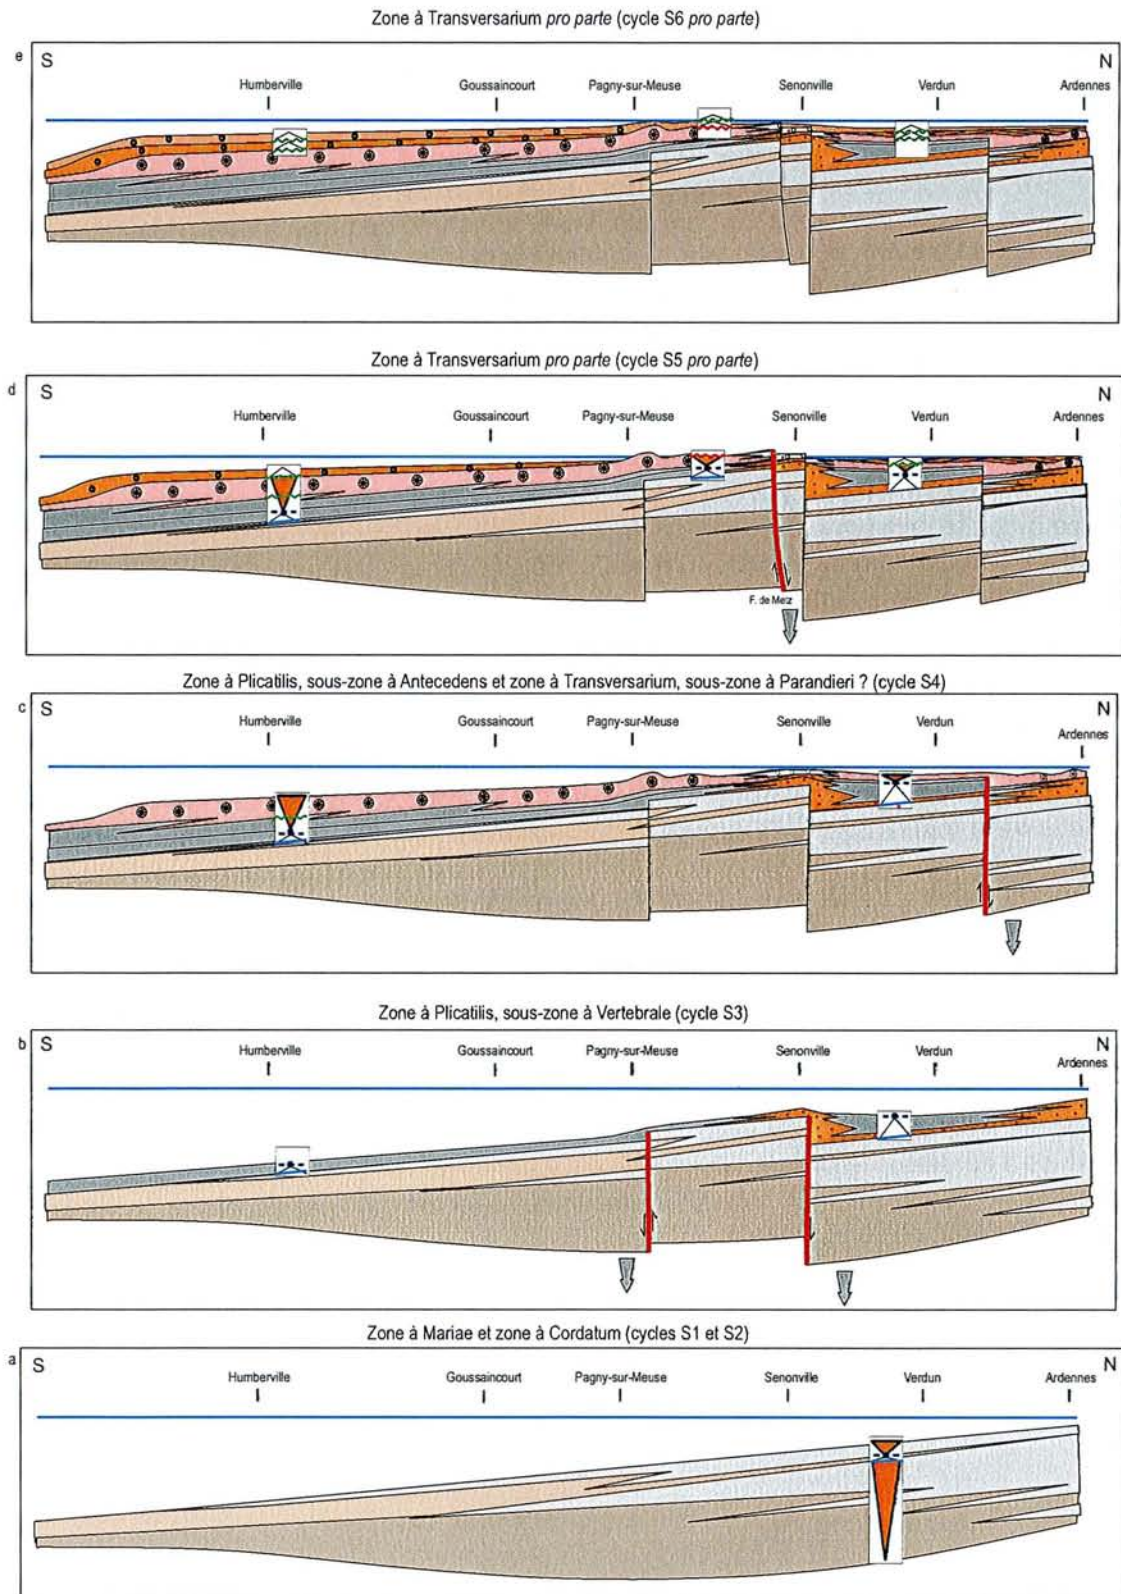 Zone à Transversarium pro parte (cycle S6 pro parte)
e S N
Humberville Goussaincourt Pagny-sur-Meuse Senonville Verdun Ardennes
Zone à Transversarium pro parte (cycle S5 pro parte)
d S N
Humberville Goussaincourt Pagny-sur-Meuse Senonville Verdun Ardennes
F. de Metz
Zone à Plicatilis, sous-zone à Antecedens et zone à Transversarium, sous-zone à Parandieri ? (cycle S4)
c S N
Humberville Goussaincourt Pagny-sur-Meuse Senonville Verdun Ardennes
Zone à Plicatilis, sous-zone à Vertebrale (cycle S3)
b S N
Humberville Goussaincourt Pagny-sur-Meuse Senonville Verdun Ardennes
Zone à Mariae et zone à Cordatum (cycles S1 et S2)
a S N
Humberville Goussaincourt Pagny-sur-Meuse Senonville Verdun Ardennes